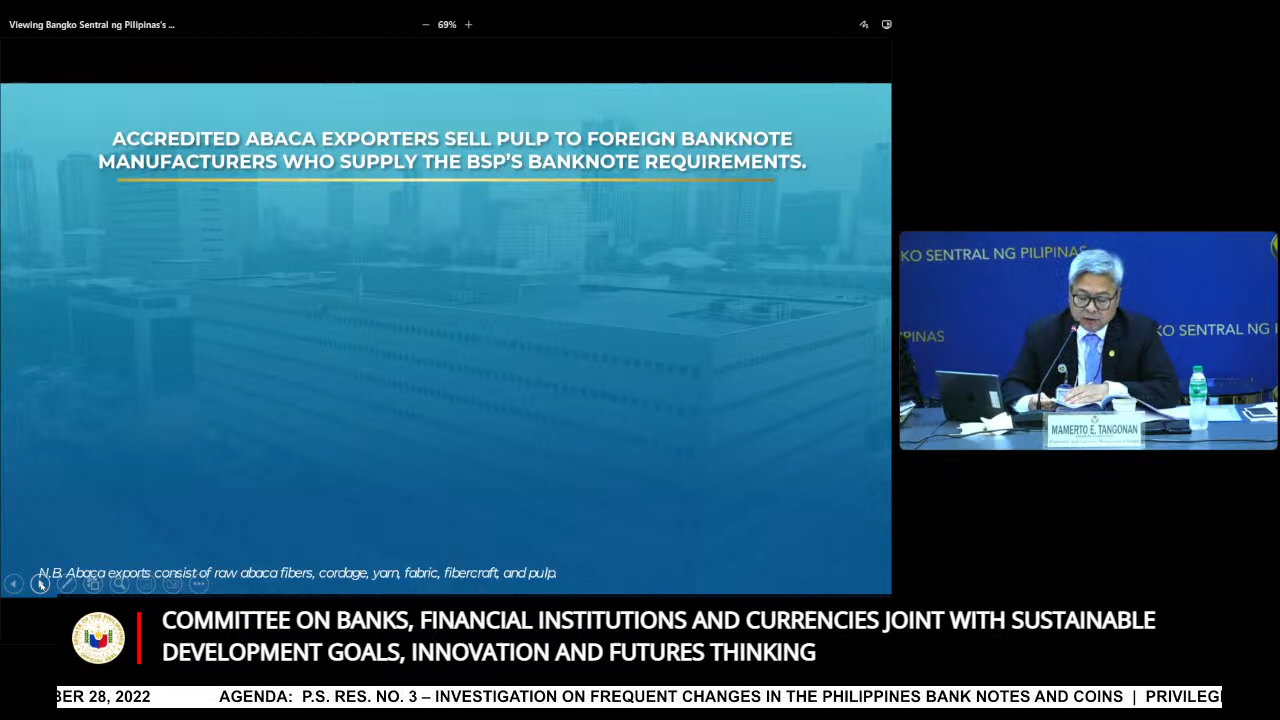 Viewing Bangko Sentral ng Pilipinas's ...
69%
ACCREDITED ABACA EXPORTERS SELL PULP TO FOREIGN BANKNOTE
MANUFACTURERS WHO SUPPLY THE BSP'S BANKNOTE REQUIREMENTS.
KO SENTRAL NG PILIPINAS
PINAS
KO SENTRAL NG
MAMERTO E. TANGONAN
N.B. Abaca exports consist of raw abaca fibers, cordage, yarn, fabric, fibercraft, and pulp.
COMMITTEE ON BANKS, FINANCIAL INSTITUTIONS AND CURRENCIES JOINT WITH SUSTAINABLE
DEVELOPMENT GOALS, INNOVATION AND FUTURES THINKING
BER 28, 2022 AGENDA: P.S. RES. NO. 3 – INVESTIGATION ON FREQUENT CHANGES IN THE PHILIPPINES BANK NOTES AND COINS | PRIVILEG